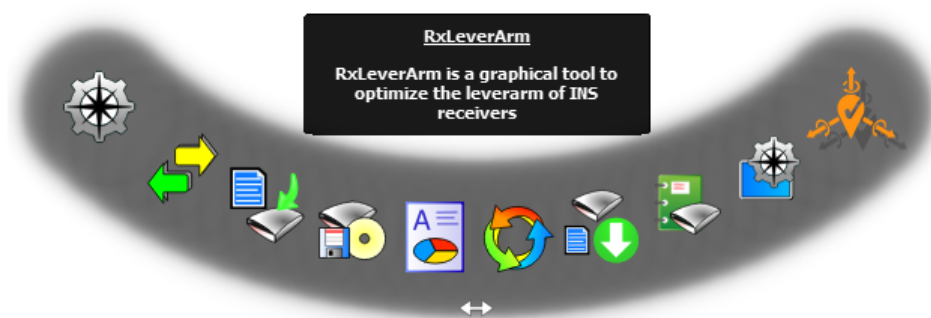 RxLeverArm
RxLeverArm is a graphical tool to
optimize the leverarm of INS
receivers
A